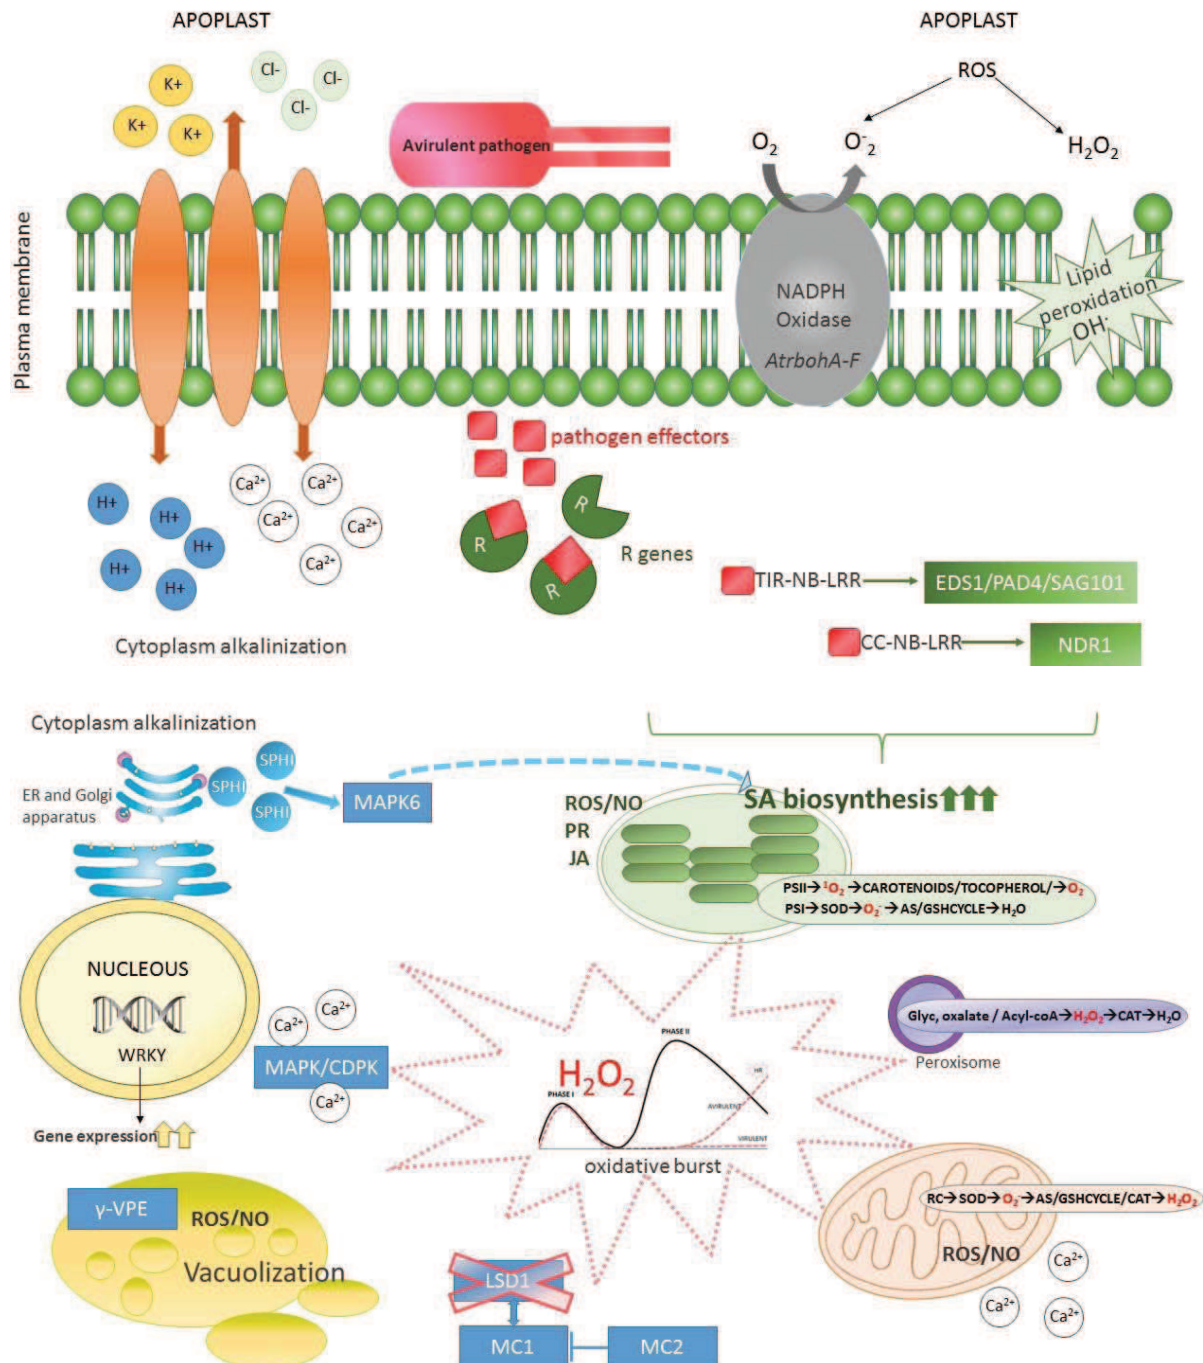 APOPLAST
APOPLAST
K+
K+
K+
Cl-
Cl-
Cl-
Avirulent pathogen
ROS
O₂
O⁻₂
H₂O₂
Plasma membrane
NADPH
Oxidase
AtrbohA-F
Lipid
peroxidation
OH·
pathogen effectors
H+
H+
H+
H+
H+
Ca²⁺
Ca²⁺
Ca²⁺
Ca²⁺
Ca²⁺
R
R
R
R genes
TIR-NB-LRR
EDS1/PAD4/SAG101
CC-NB-LRR
NDR1
Cytoplasm alkalinization
Cytoplasm alkalinization
ER and Golgi
apparatus
SPHI
SPHI
SPHI
MAPK6
ROS/NO
PR
JA
SA biosynthesis
PSII→¹O₂→CAROTENOIDS/TOCOPHEROL/→O₂
PSI→SOD→O₂⁻→AS/GSHCYCLE→H₂O
NUCLEOUS
WRKY
Gene expression
Ca²⁺
Ca²⁺
MAPK/CDPK
Ca²⁺
H₂O₂
PHASE I
PHASE II
HR
AVIRULENT
VIRULENT
oxidative burst
Glyc, oxalate / Acyl-coA→H₂O₂→CAT→H₂O
Peroxisome
RC→SOD→O₂⁻→AS/GSHCYCLE/CAT→H₂O₂
ROS/NO
Ca²⁺
Ca²⁺
Ca²⁺
γ-VPE
ROS/NO
Vacuolization
LSD1
MC1
MC2